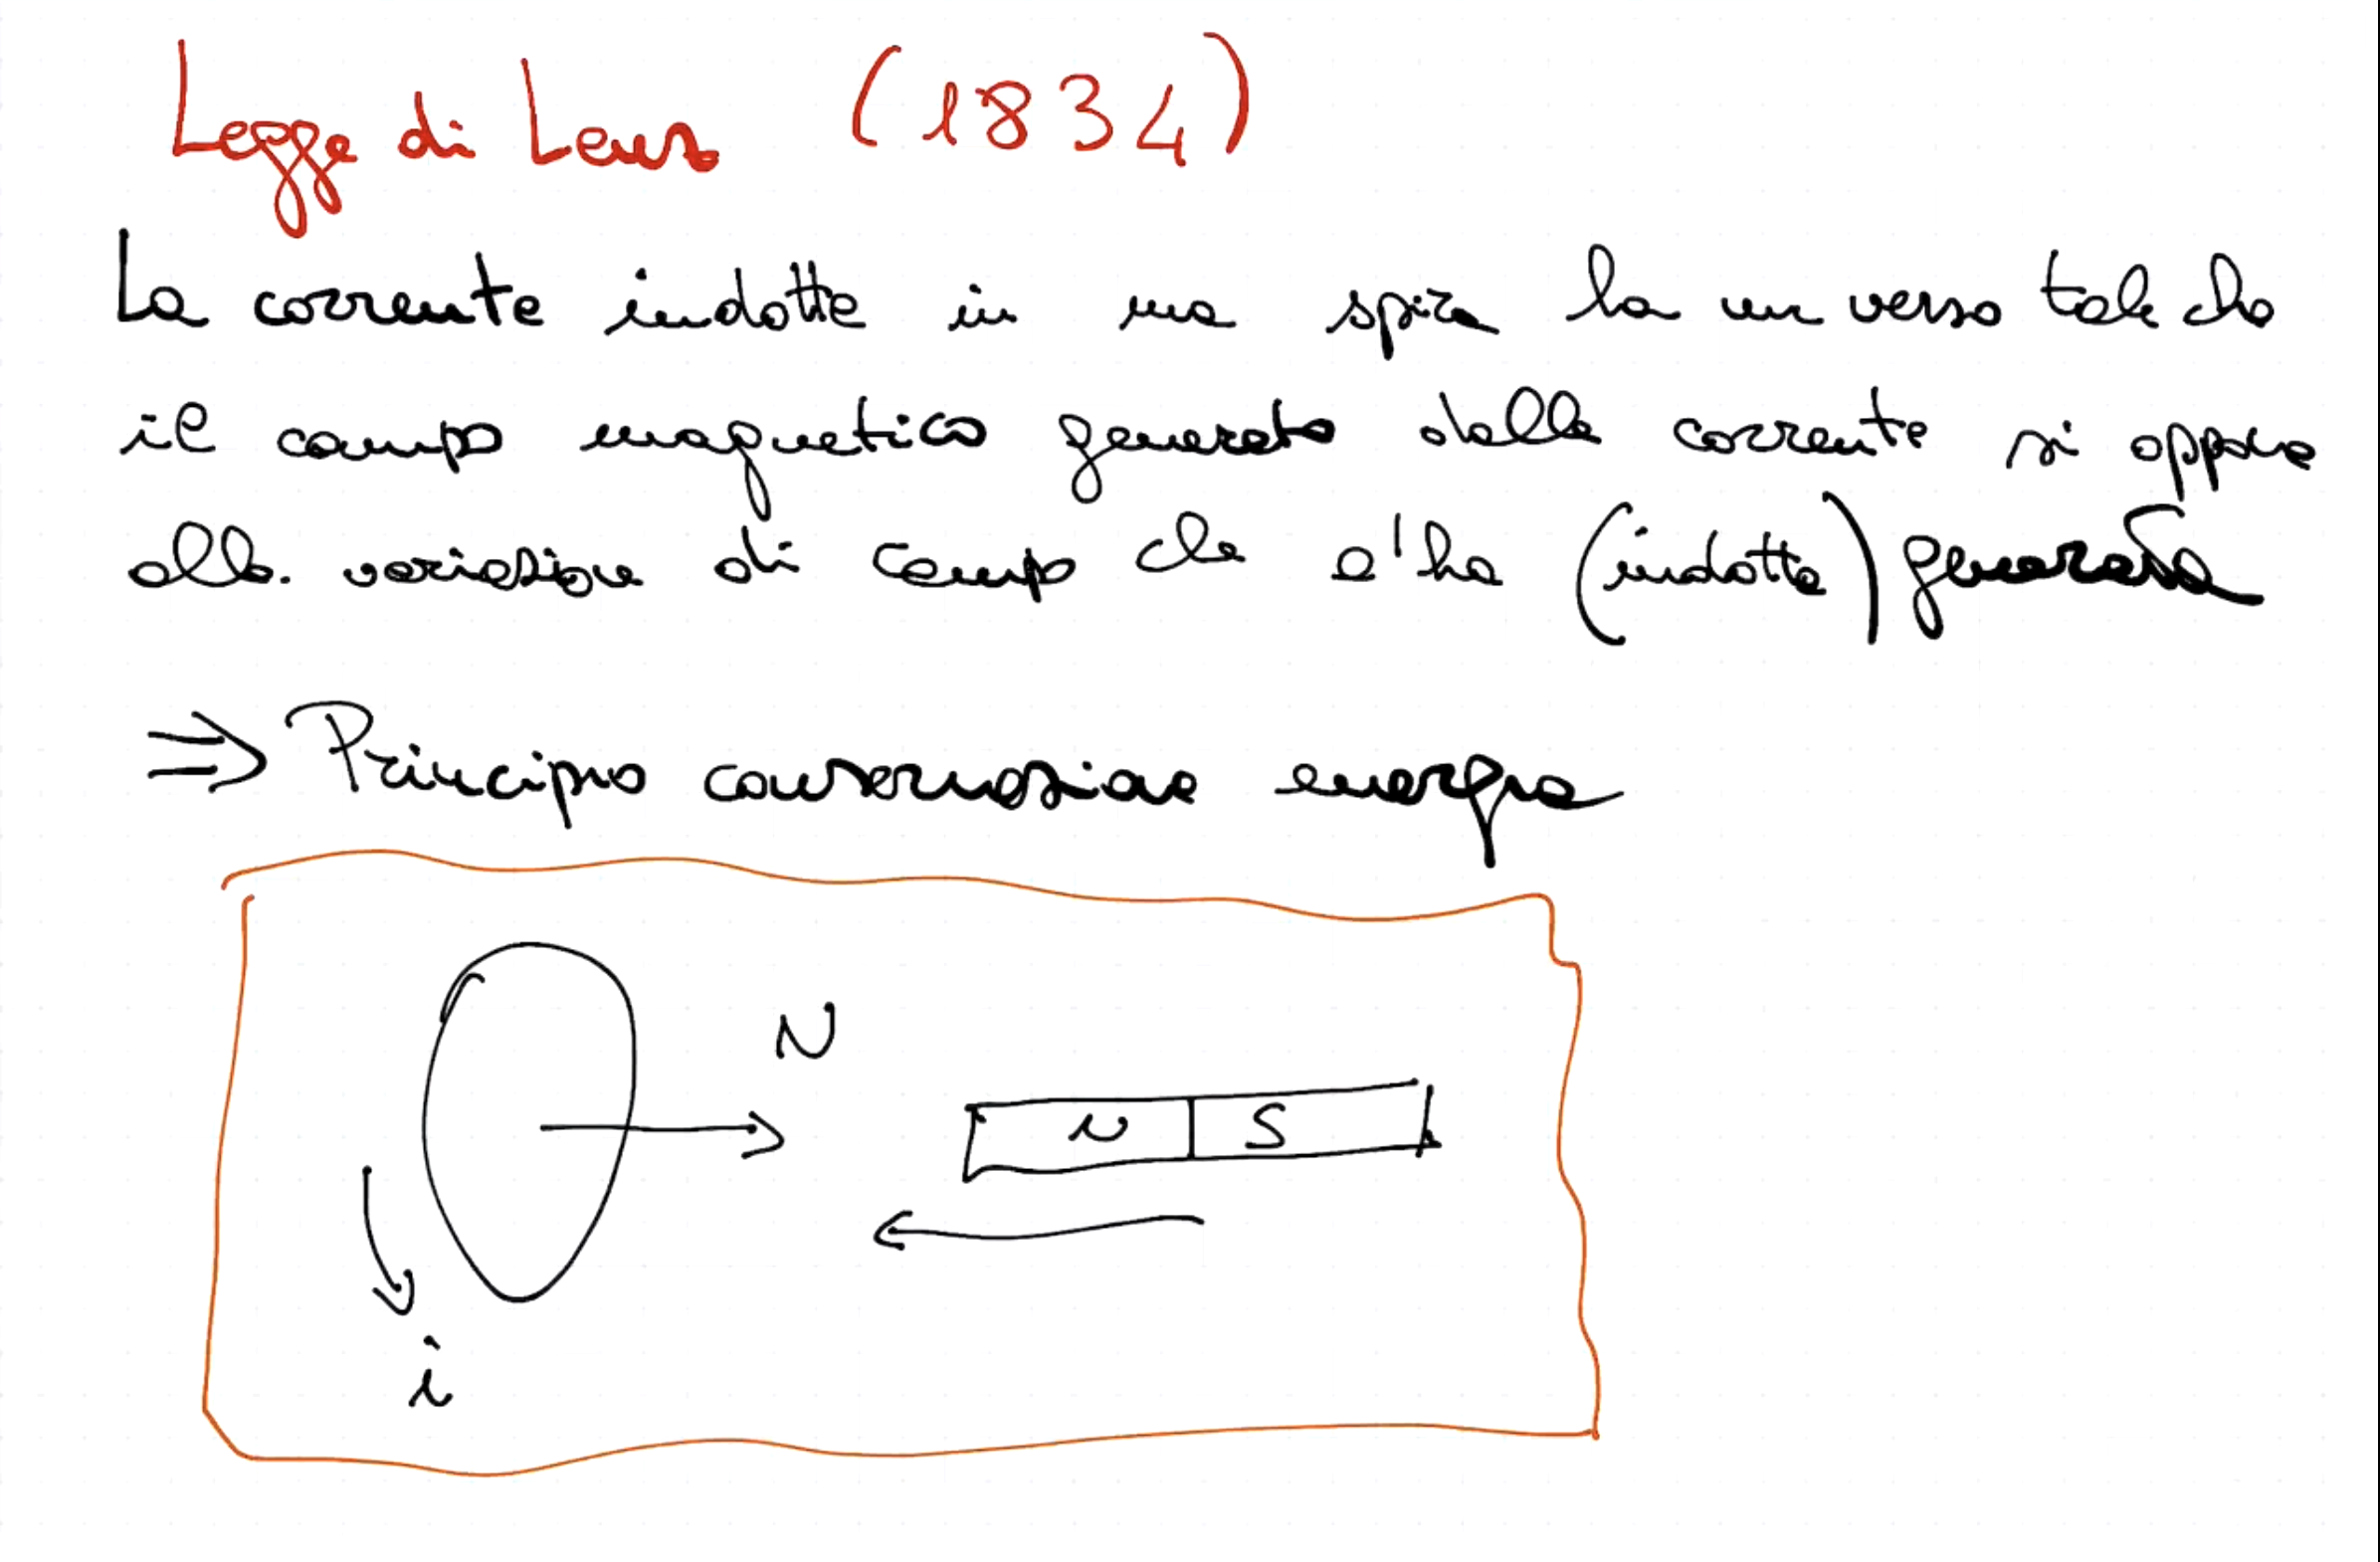 Legge di Lenz (1834)
La corrente indotta in una spira ha un verso tale che
il campo magnetico generato dalla corrente si oppone
alla variazione di campo che l'ha (indotta) generata
⇒ Principio conservazione energia
N
N S
i